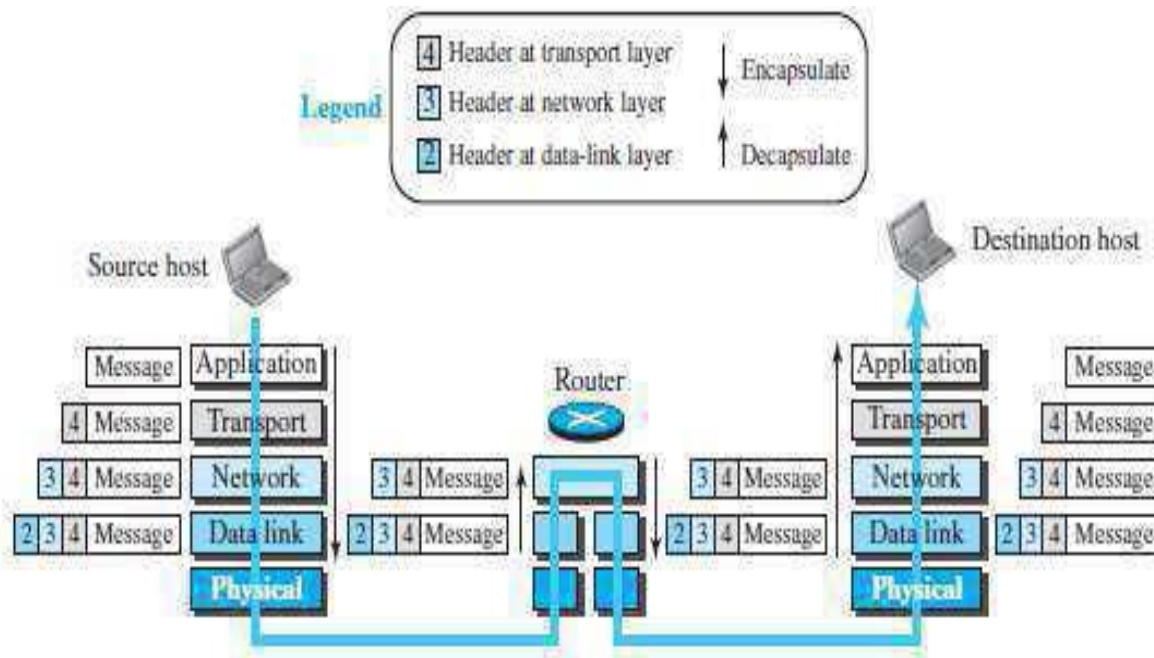 4 Header at transport layer
Encapsulate
Legend
3 Header at network layer
2 Header at data-link layer
Decapsulate
Source host
Destination host
Message Application
4 Message Transport
3 4 Message Network
2 3 4 Message Data link
Physical
Router
3 4 Message
2 3 4 Message
3 4 Message
2 3 4 Message
Application Message
Transport 4 Message
Network 3 4 Message
Data link 2 3 4 Message
Physical